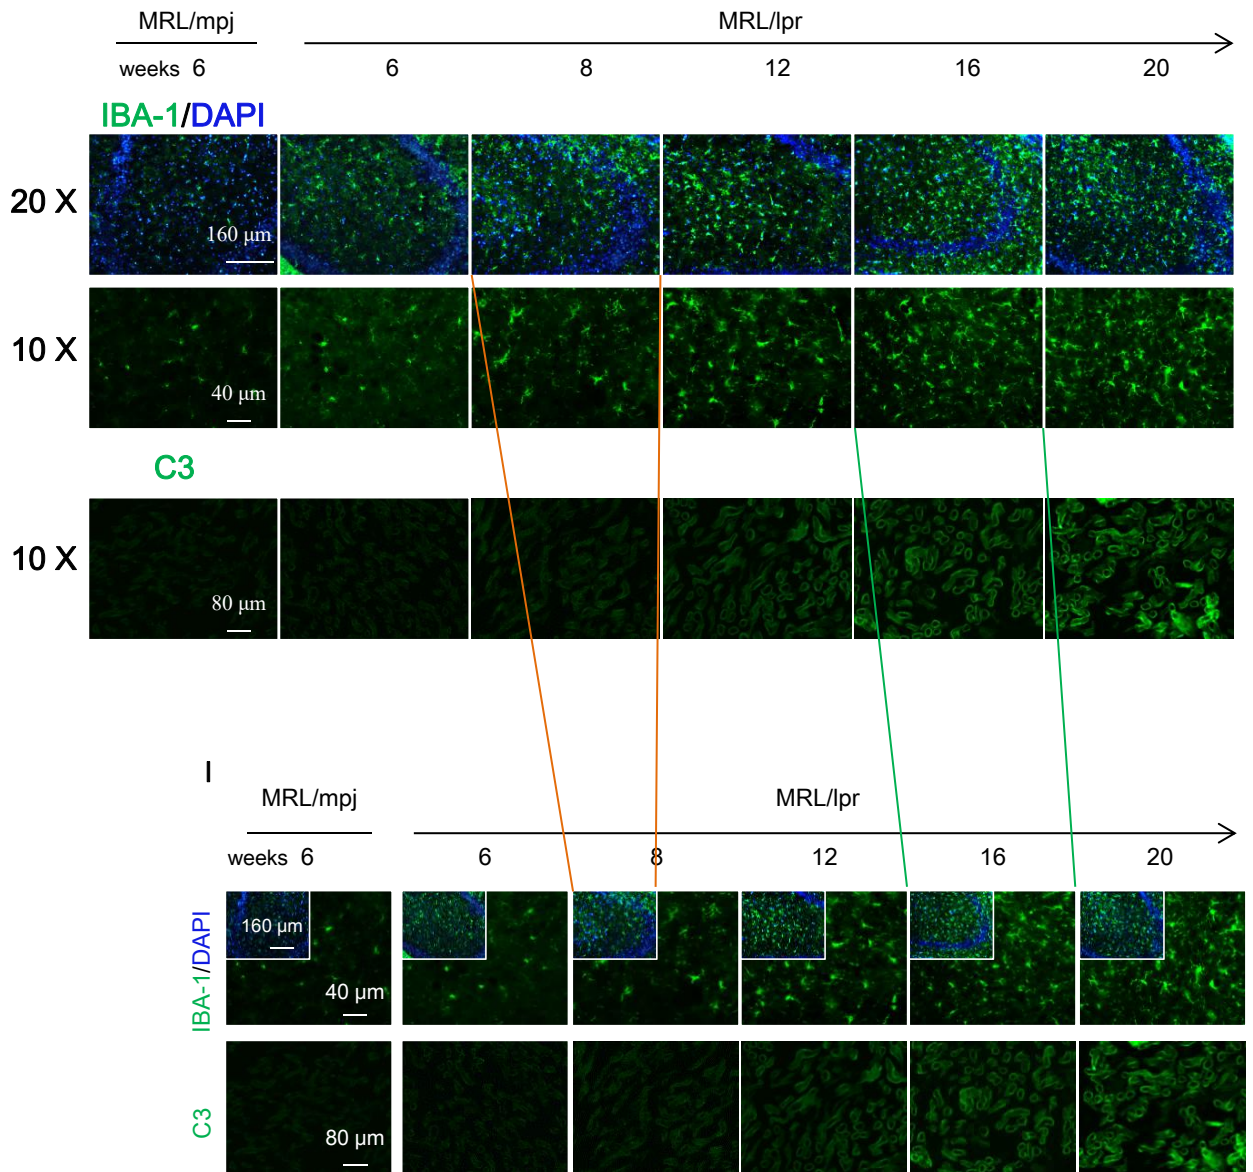 MRL/mpj MRL/lpr
weeks 6 6 8 12 16 20
IBA-1/DAPI
20 X
160 µm
10 X
40 µm
C3
10 X
80 µm
I
MRL/mpj MRL/lpr
weeks 6 6 8 12 16 20
IBA-1/DAPI
160 µm
40 µm
C3
80 µm